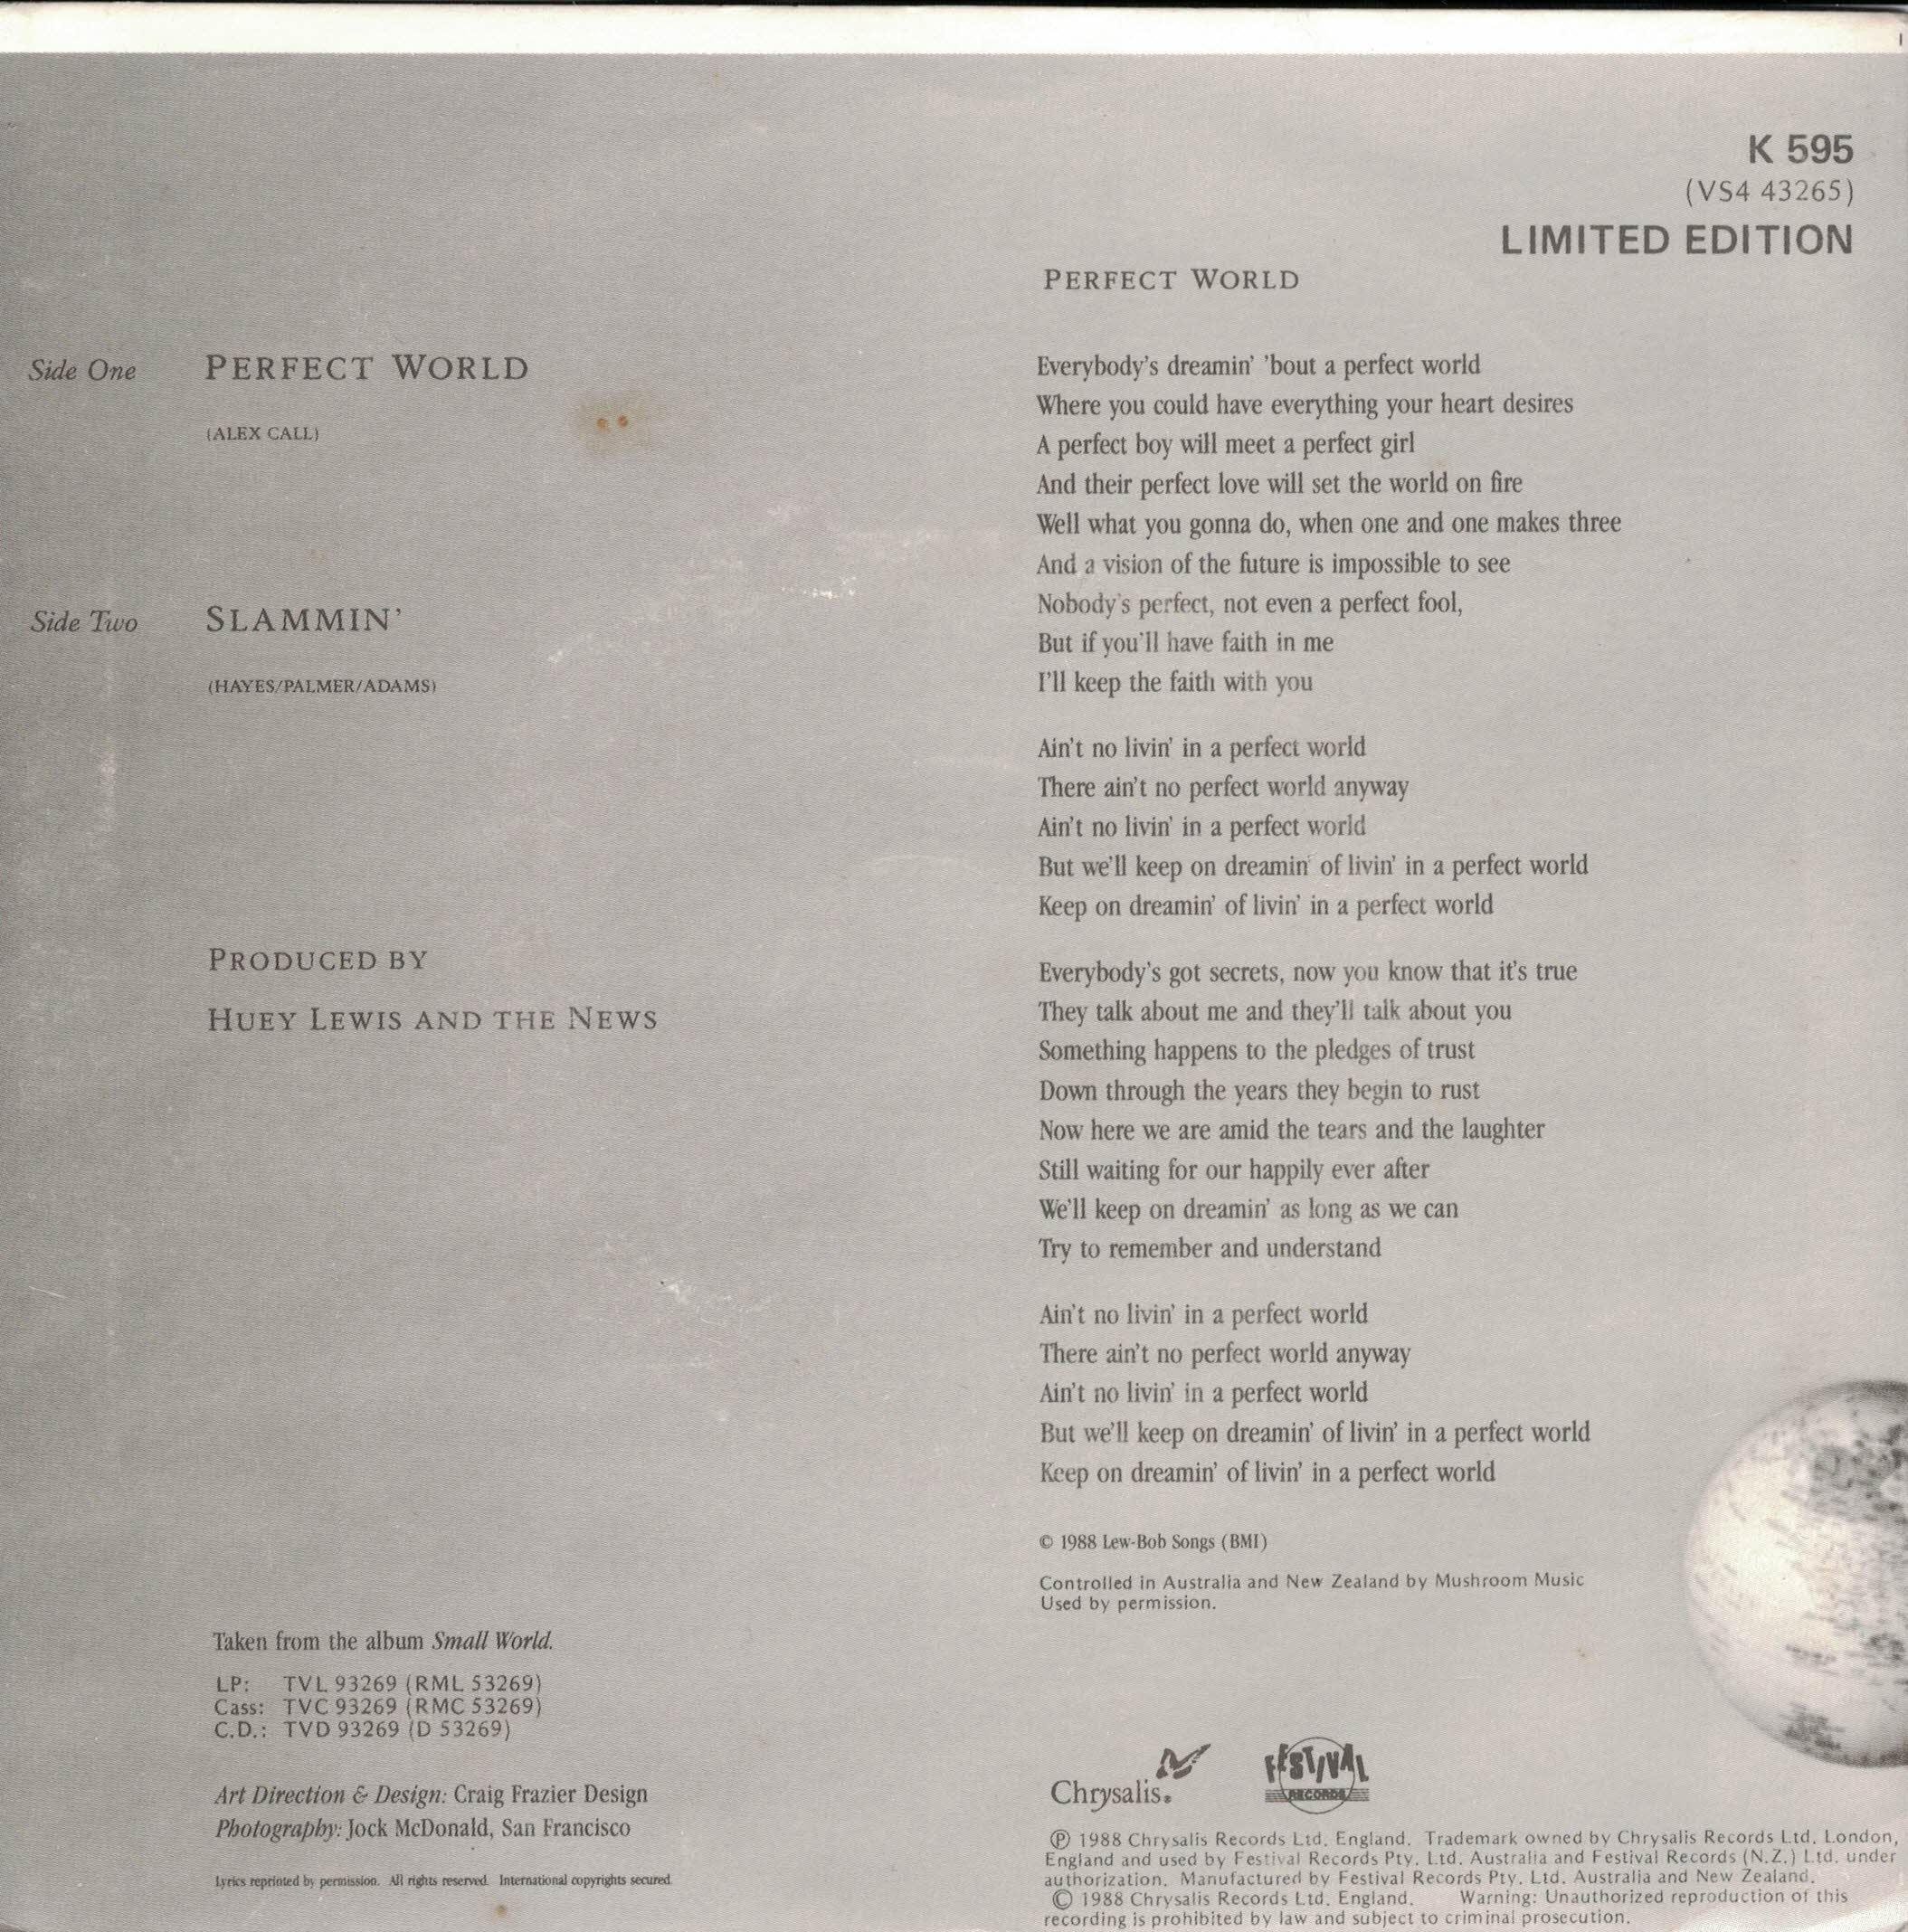 K 595
(VS4 43265)
LIMITED EDITION
Side One
PERFECT WORLD
(ALEX CALL)
Side Two
SLAMMIN'
(HAYES/PALMER/ADAMS)
PRODUCED BY
HUEY LEWIS AND THE NEWS
Taken from the album Small World.
LP: TVL 93269 (RML 53269)
Cass: TVC 93269 (RMC 53269)
C.D.: TVD 93269 (D 53269)
Art Direction & Design: Craig Frazier Design
Photography: Jock McDonald, San Francisco
Lyrics reprinted by permission. All rights reserved. International copyrights secured.
PERFECT WORLD
Everybody's dreamin' 'bout a perfect world
Where you could have everything your heart desires
A perfect boy will meet a perfect girl
And their perfect love will set the world on fire
Well what you gonna do, when one and one makes three
And a vision of the future is impossible to see
Nobody's perfect, not even a perfect fool,
But if you'll have faith in me
I'll keep the faith with you
Ain't no livin' in a perfect world
There ain't no perfect world anyway
Ain't no livin' in a perfect world
But we'll keep on dreamin' of livin' in a perfect world
Keep on dreamin' of livin' in a perfect world
Everybody's got secrets, now you know that it's true
They talk about me and they'll talk about you
Something happens to the pledges of trust
Down through the years they begin to rust
Now here we are amid the tears and the laughter
Still waiting for our happily ever after
We'll keep on dreamin' as long as we can
Try to remember and understand
Ain't no livin' in a perfect world
There ain't no perfect world anyway
Ain't no livin' in a perfect world
But we'll keep on dreamin' of livin' in a perfect world
Keep on dreamin' of livin' in a perfect world
© 1988 Lew-Bob Songs (BMI)
Controlled in Australia and New Zealand by Mushroom Music
Used by permission.
Chrysalis®
FESTIVAL
RECORDS
℗ 1988 Chrysalis Records Ltd. England. Trademark owned by Chrysalis Records Ltd. London,
England and used by Festival Records Pty. Ltd. Australia and Festival Records (N.Z.) Ltd. under
authorization. Manufactured by Festival Records Pty. Ltd. Australia and New Zealand.
© 1988 Chrysalis Records Ltd. England. Warning: Unauthorized reproduction of this
recording is prohibited by law and subject to criminal prosecution.